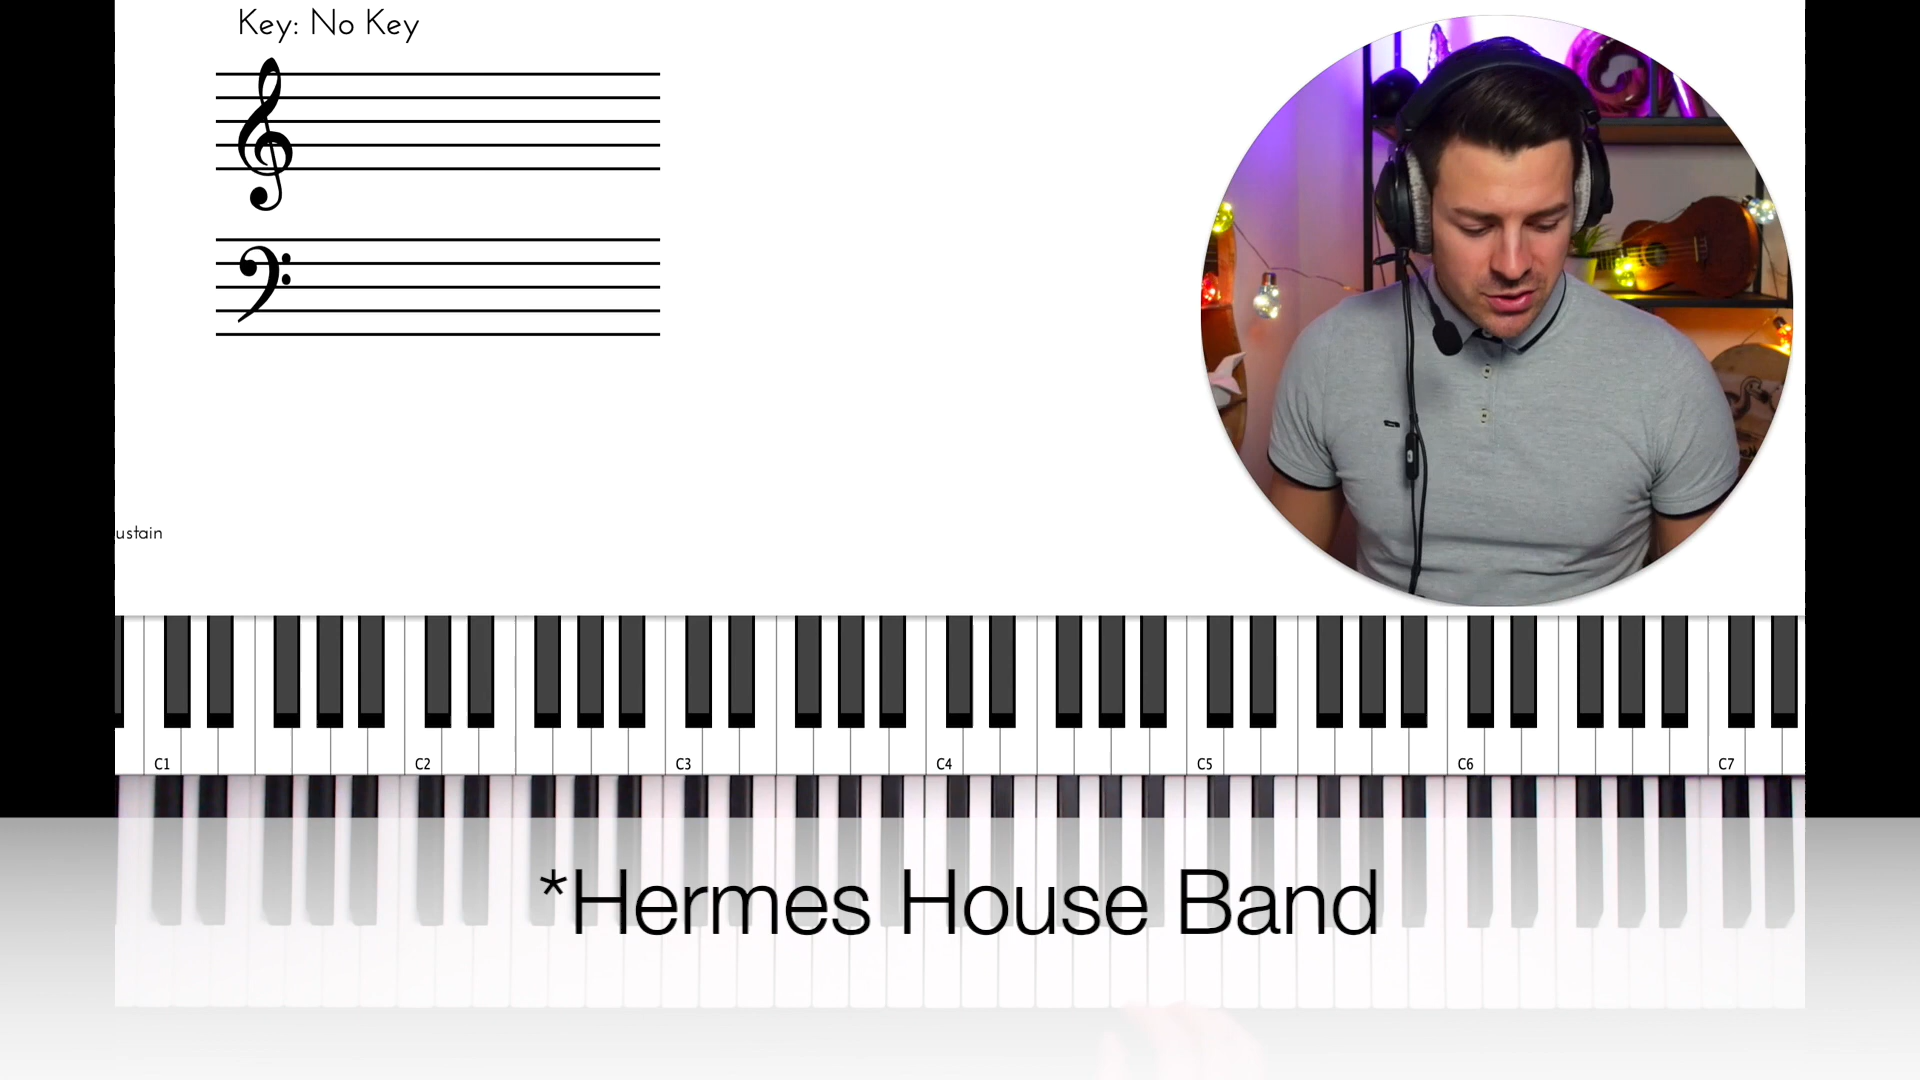 Key: No Key
ustain
C1 C2 C3 C4 C5 C6 C7
*Hermes House Band